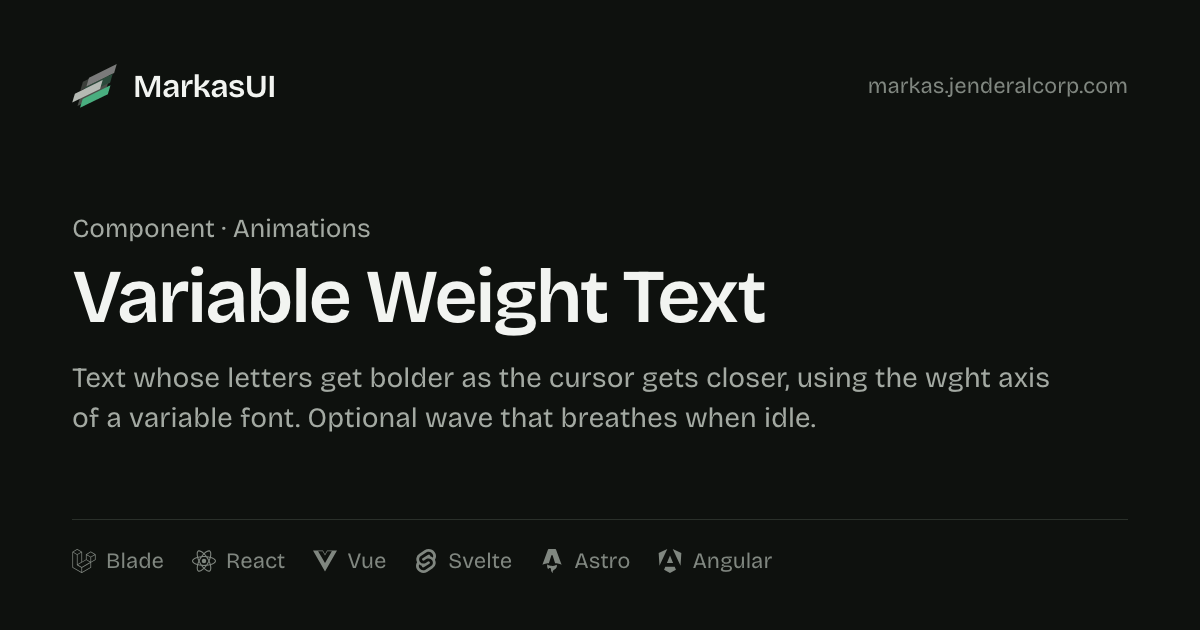 MarkasUI
markas.jenderalcorp.com
Component · Animations
Variable Weight Text
Text whose letters get bolder as the cursor gets closer, using the wght axis
of a variable font. Optional wave that breathes when idle.
Blade React Vue Svelte Astro Angular